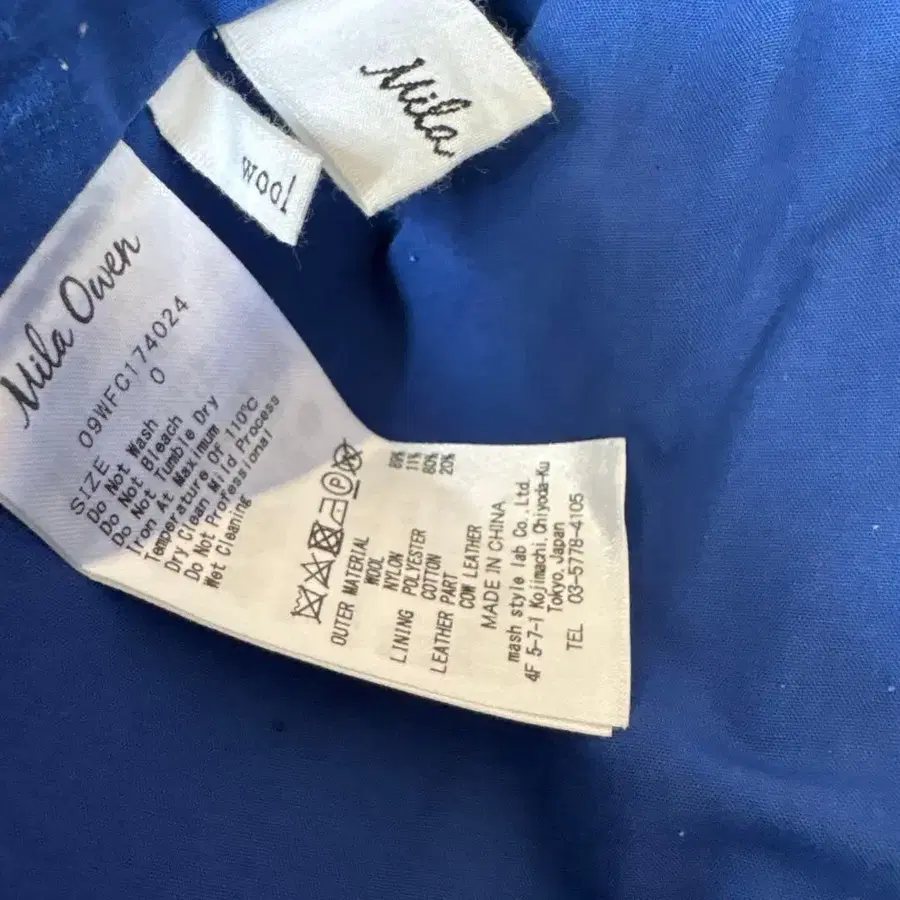 Mila
wool
Mila Owen
09WFC174024
SIZE 0
Do Not Wash
Do Not Bleach
Do Not Tumble Dry
Iron At Maximum
Temperature Of 110℃
Dry Clean Mild Process
Do Not Professional
Wet Cleaning
OUTER MATERIAL
WOOL 89%
NYLON 11%
LINING POLYESTER 80%
COTTON 20%
LEATHER PART
COW LEATHER
MADE IN CHINA
mash style lab Co., Ltd.
4F 5-7-1 Kojimachi, Chiyoda-Ku
Tokyo, Japan
TEL 03-5778-4105